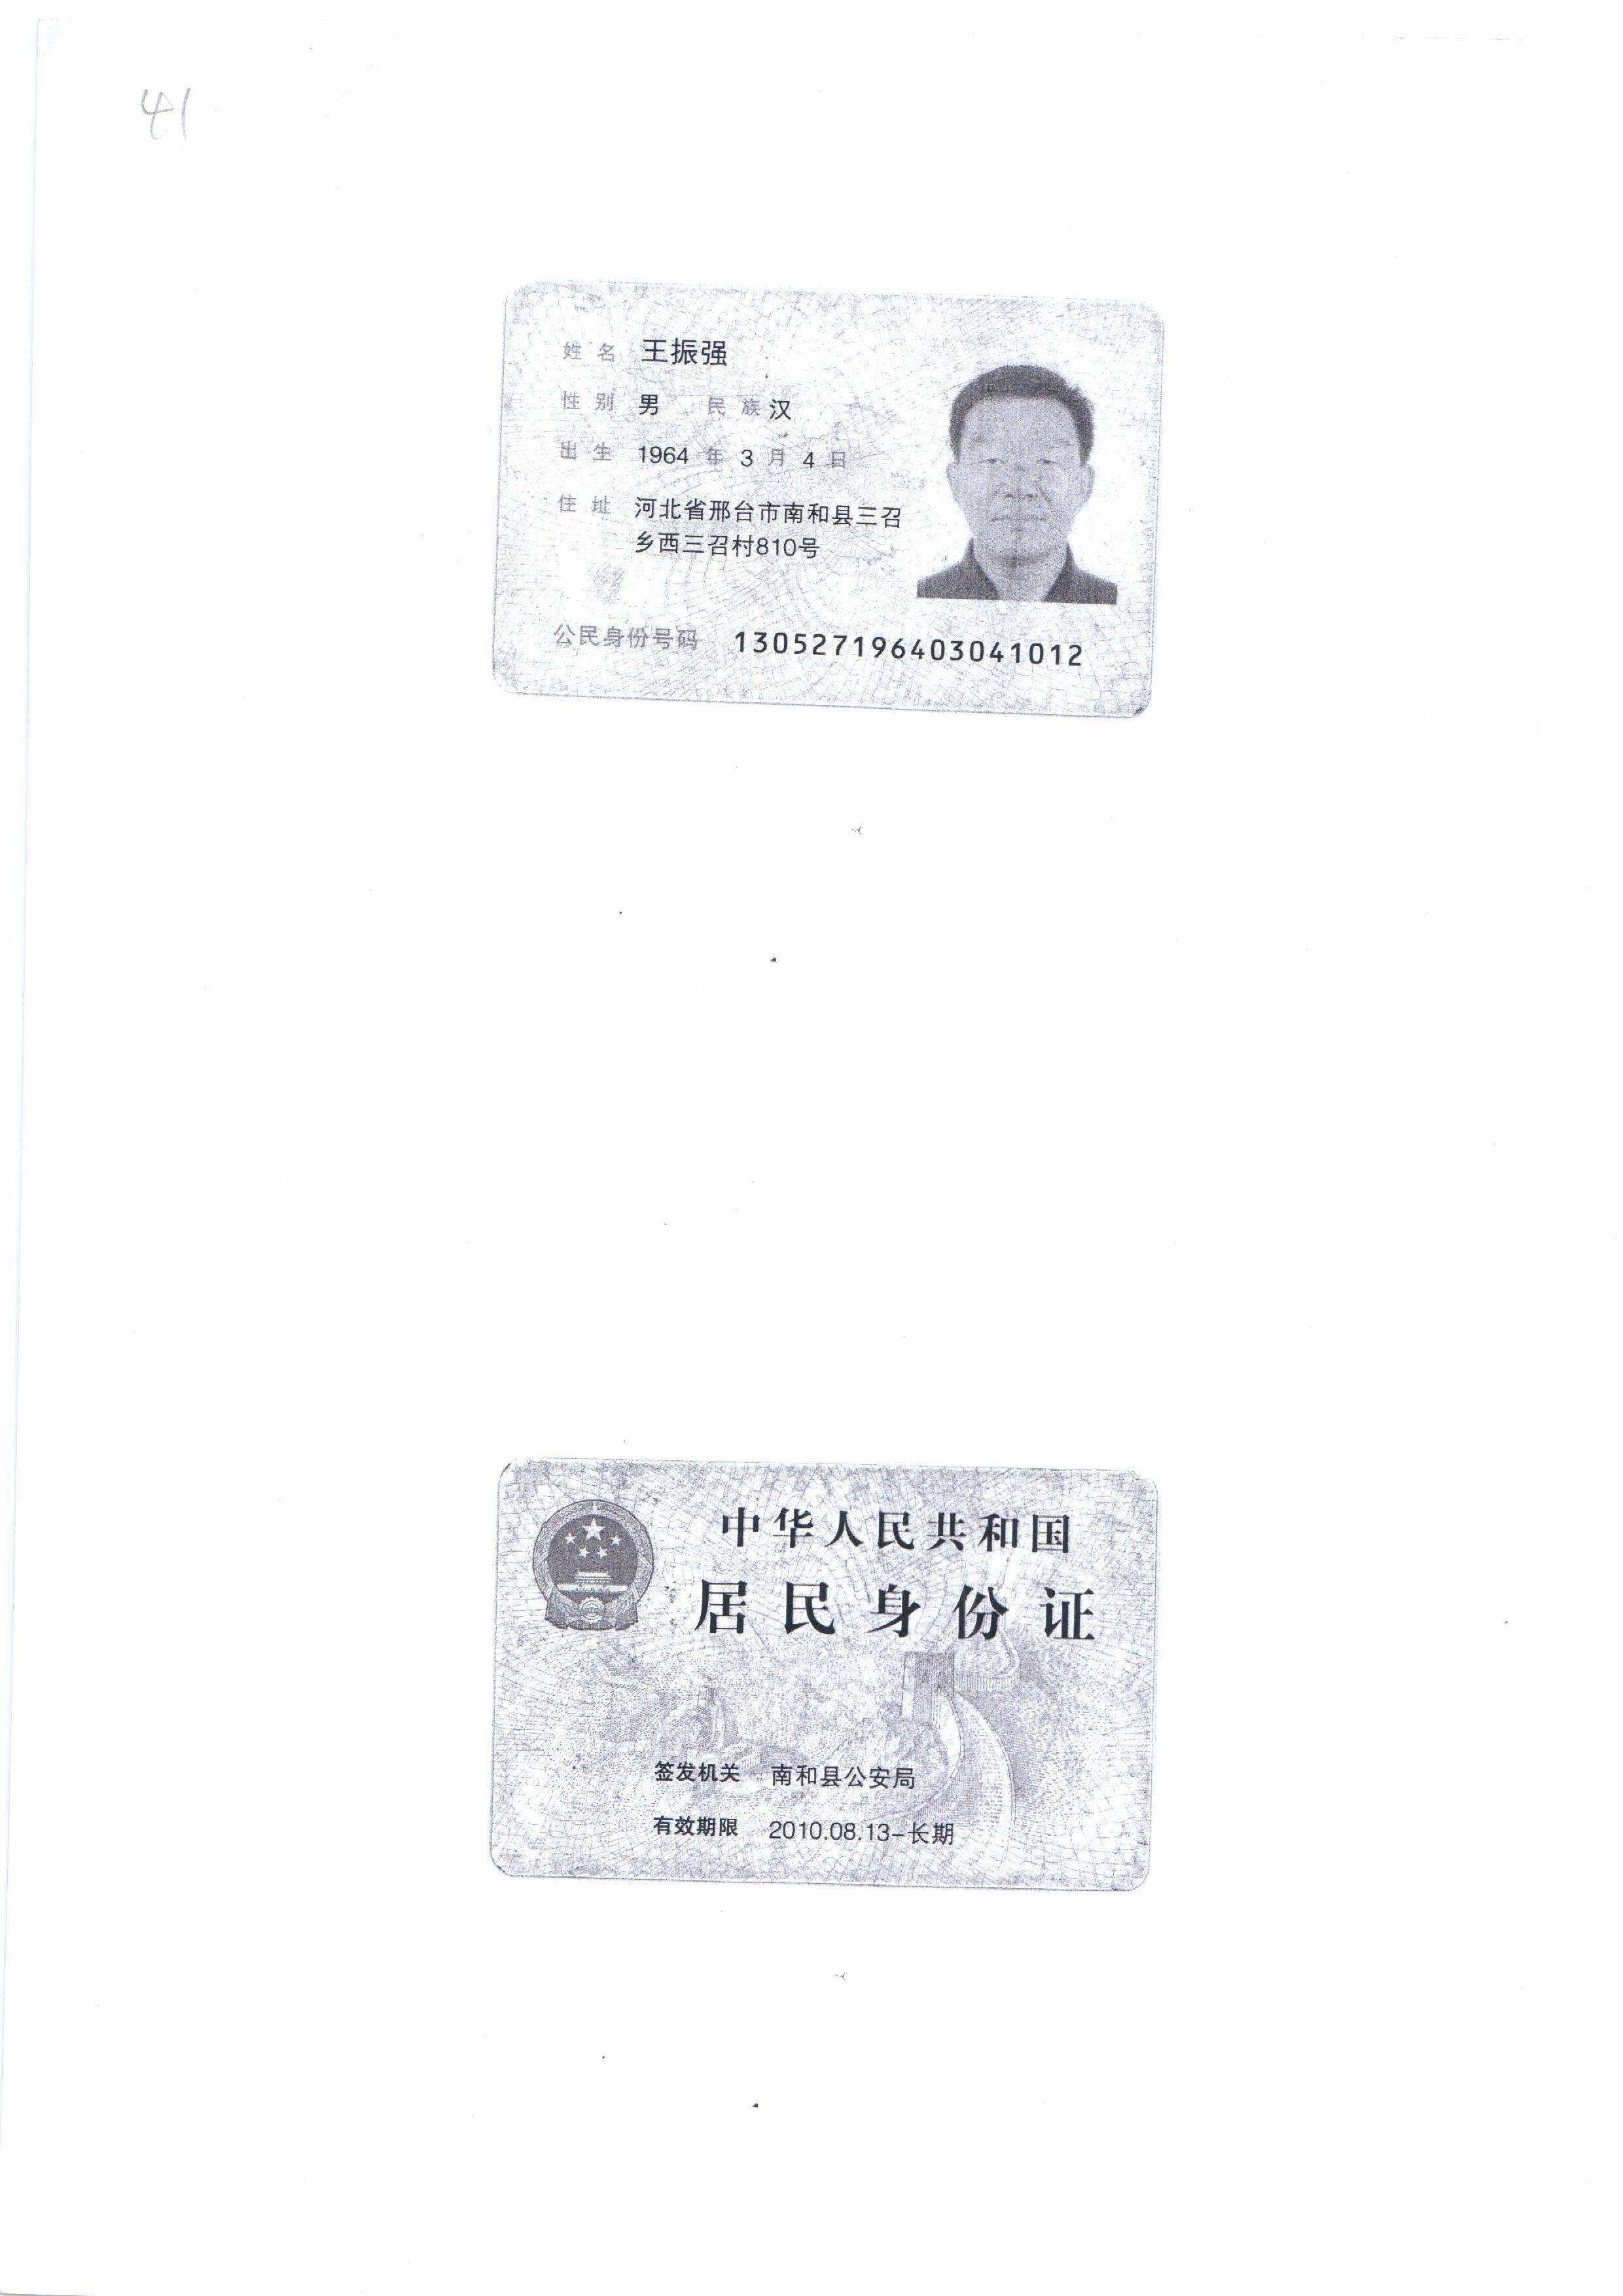 41
姓名 王振强
性别 男 民族 汉
出生 1964 年 3 月 4 日
住址 河北省邢台市南和县三召
乡西三召村810号
公民身份号码 130527196403041012
中华人民共和国
居民身份证
签发机关 南和县公安局
有效期限 2010.08.13-长期